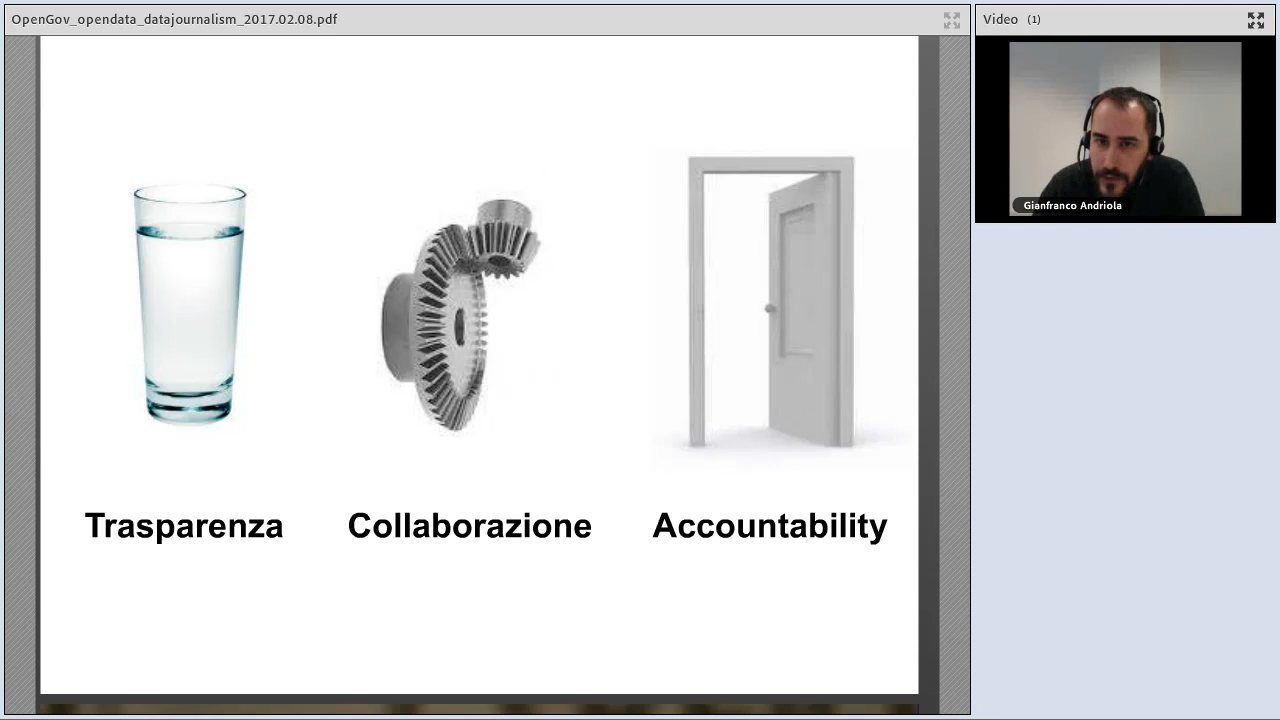 OpenGov_opendata_datajournalism_2017.02.08.pdf
Video (1)
Gianfranco Andriola
Trasparenza Collaborazione Accountability